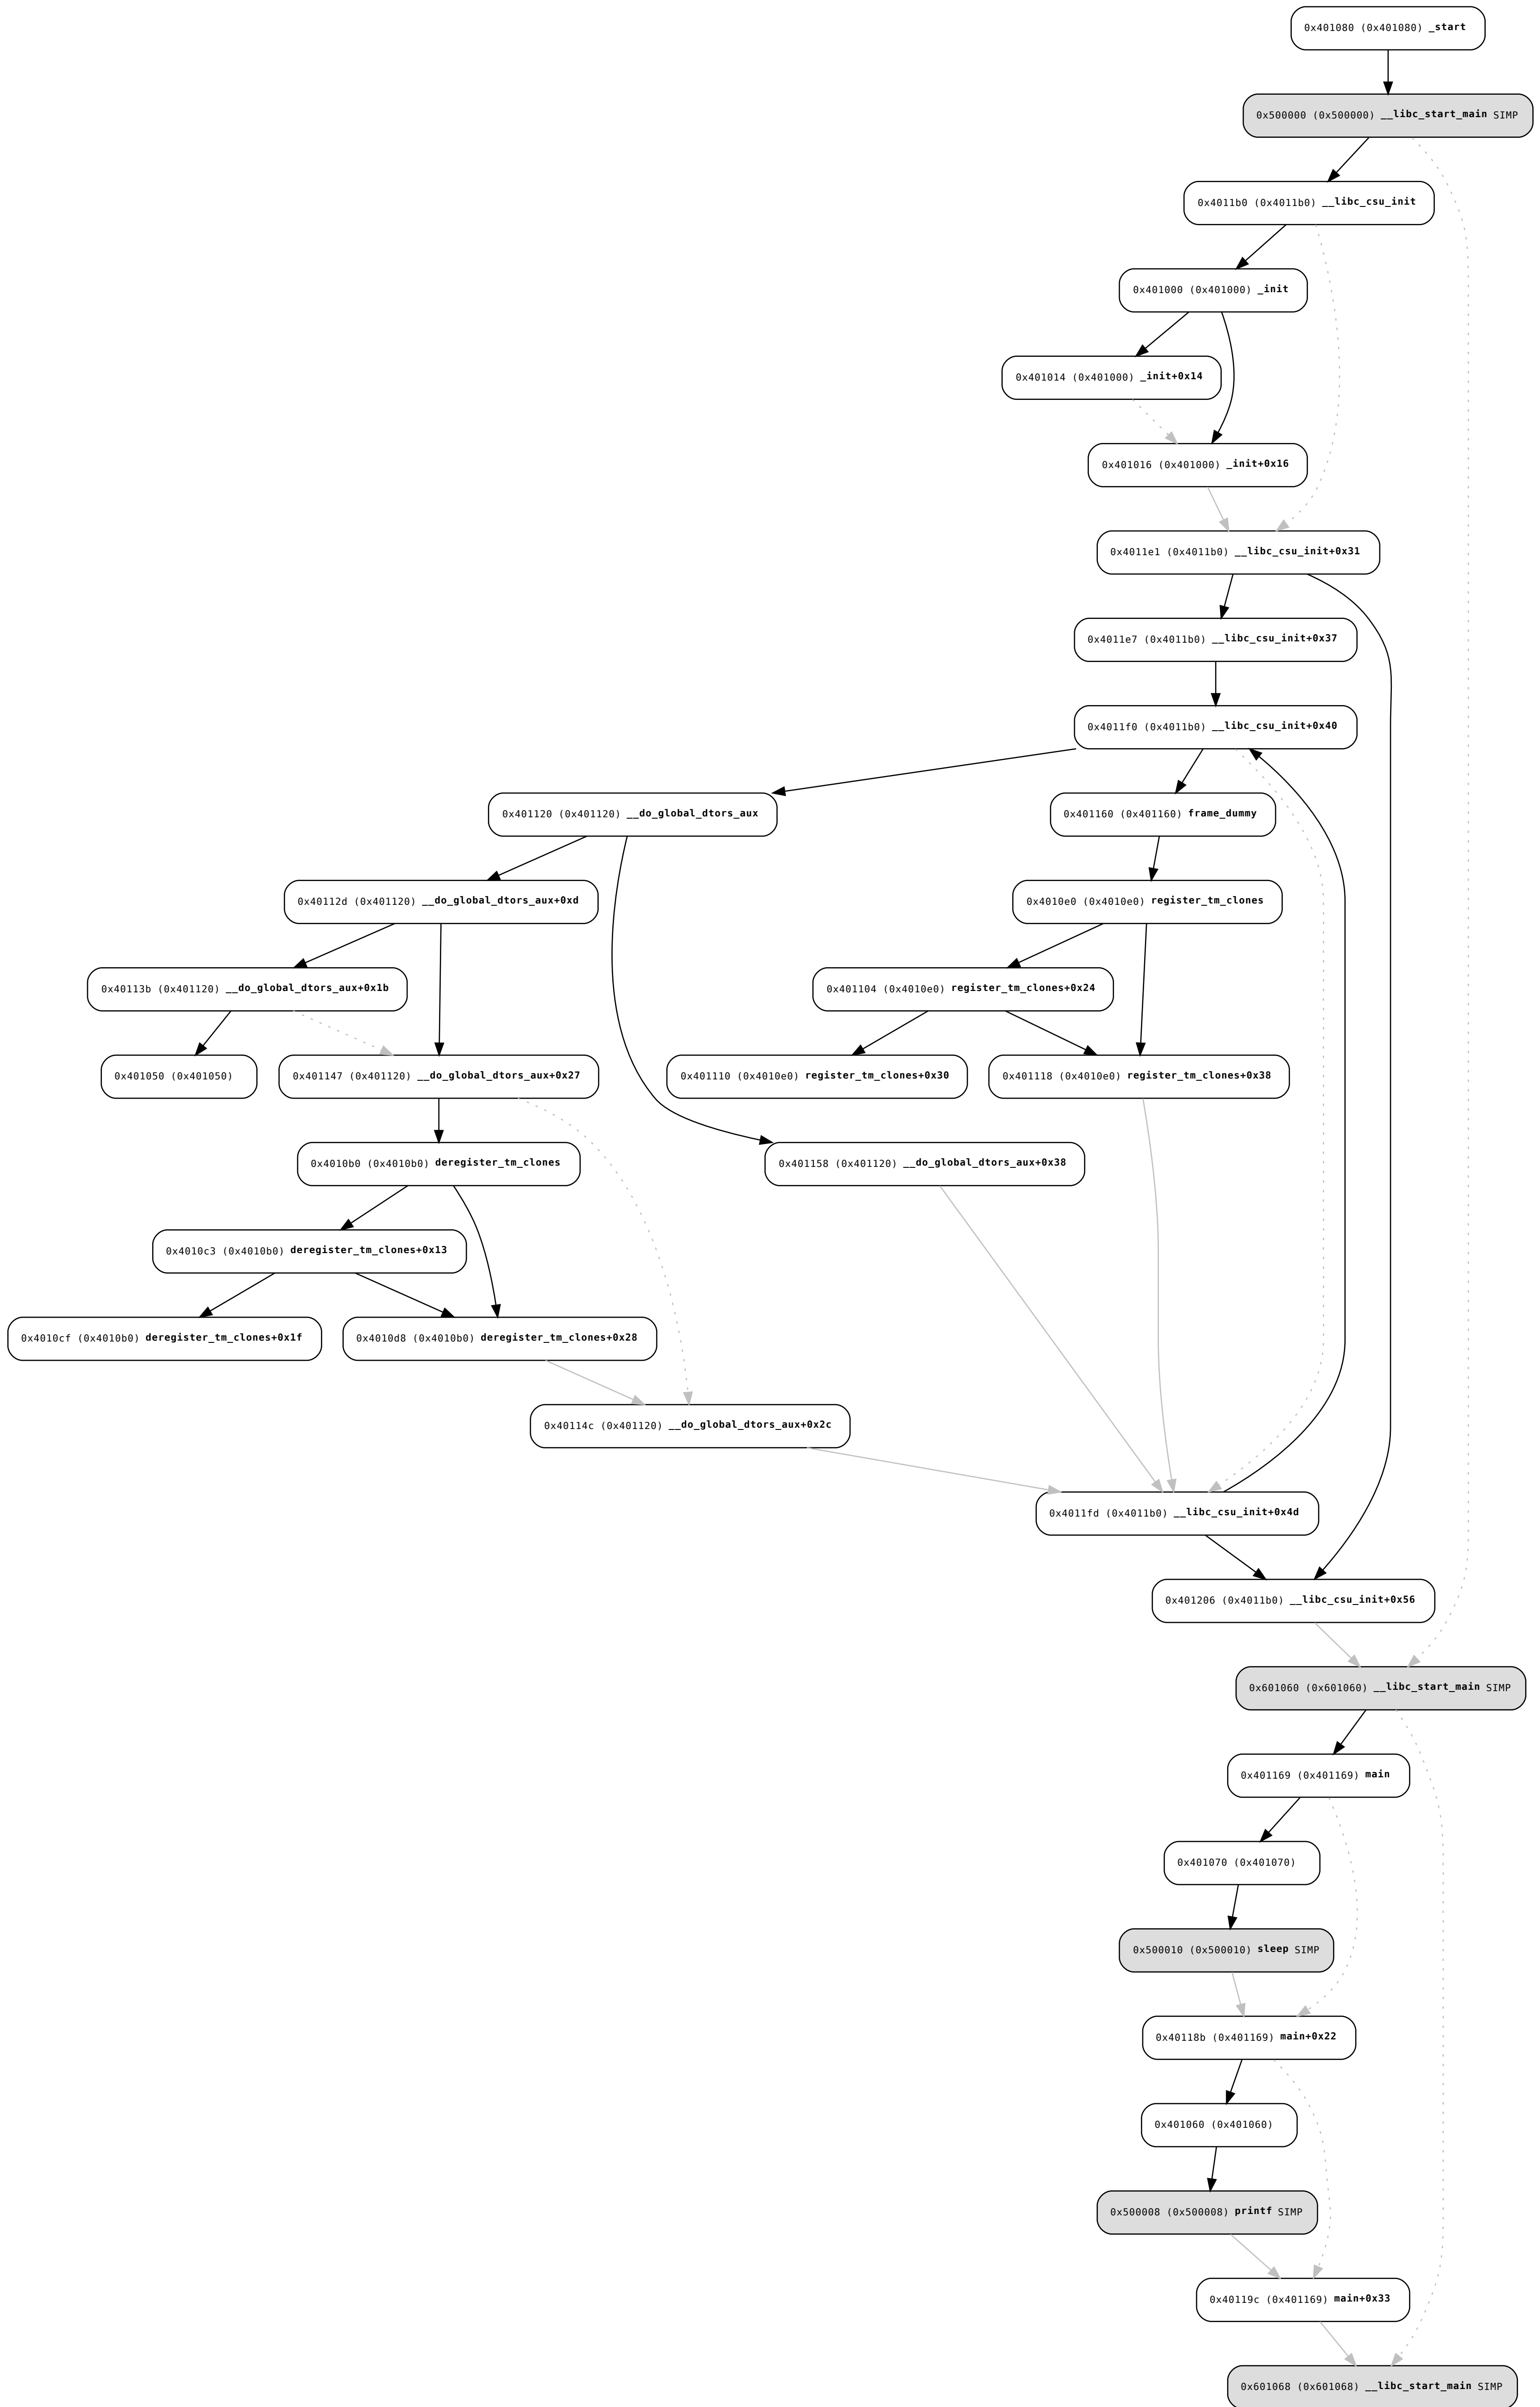 0x401080 (0x401080) _start
0x500000 (0x500000) __libc_start_main SIMP
0x4011b0 (0x4011b0) __libc_csu_init
0x401000 (0x401000) _init
0x401014 (0x401000) _init+0x14
0x401016 (0x401000) _init+0x16
0x4011e1 (0x4011b0) __libc_csu_init+0x31
0x4011e7 (0x4011b0) __libc_csu_init+0x37
0x4011f0 (0x4011b0) __libc_csu_init+0x40
0x401120 (0x401120) __do_global_dtors_aux
0x401160 (0x401160) frame_dummy
0x40112d (0x401120) __do_global_dtors_aux+0xd
0x4010e0 (0x4010e0) register_tm_clones
0x40113b (0x401120) __do_global_dtors_aux+0x1b
0x401104 (0x4010e0) register_tm_clones+0x24
0x401050 (0x401050)
0x401147 (0x401120) __do_global_dtors_aux+0x27
0x401110 (0x4010e0) register_tm_clones+0x30
0x401118 (0x4010e0) register_tm_clones+0x38
0x4010b0 (0x4010b0) deregister_tm_clones
0x401158 (0x401120) __do_global_dtors_aux+0x38
0x4010c3 (0x4010b0) deregister_tm_clones+0x13
0x4010cf (0x4010b0) deregister_tm_clones+0x1f
0x4010d8 (0x4010b0) deregister_tm_clones+0x28
0x40114c (0x401120) __do_global_dtors_aux+0x2c
0x4011fd (0x4011b0) __libc_csu_init+0x4d
0x401206 (0x4011b0) __libc_csu_init+0x56
0x601060 (0x601060) __libc_start_main SIMP
0x401169 (0x401169) main
0x401070 (0x401070)
0x500010 (0x500010) sleep SIMP
0x40118b (0x401169) main+0x22
0x401060 (0x401060)
0x500008 (0x500008) printf SIMP
0x40119c (0x401169) main+0x33
0x601068 (0x601068) __libc_start_main SIMP